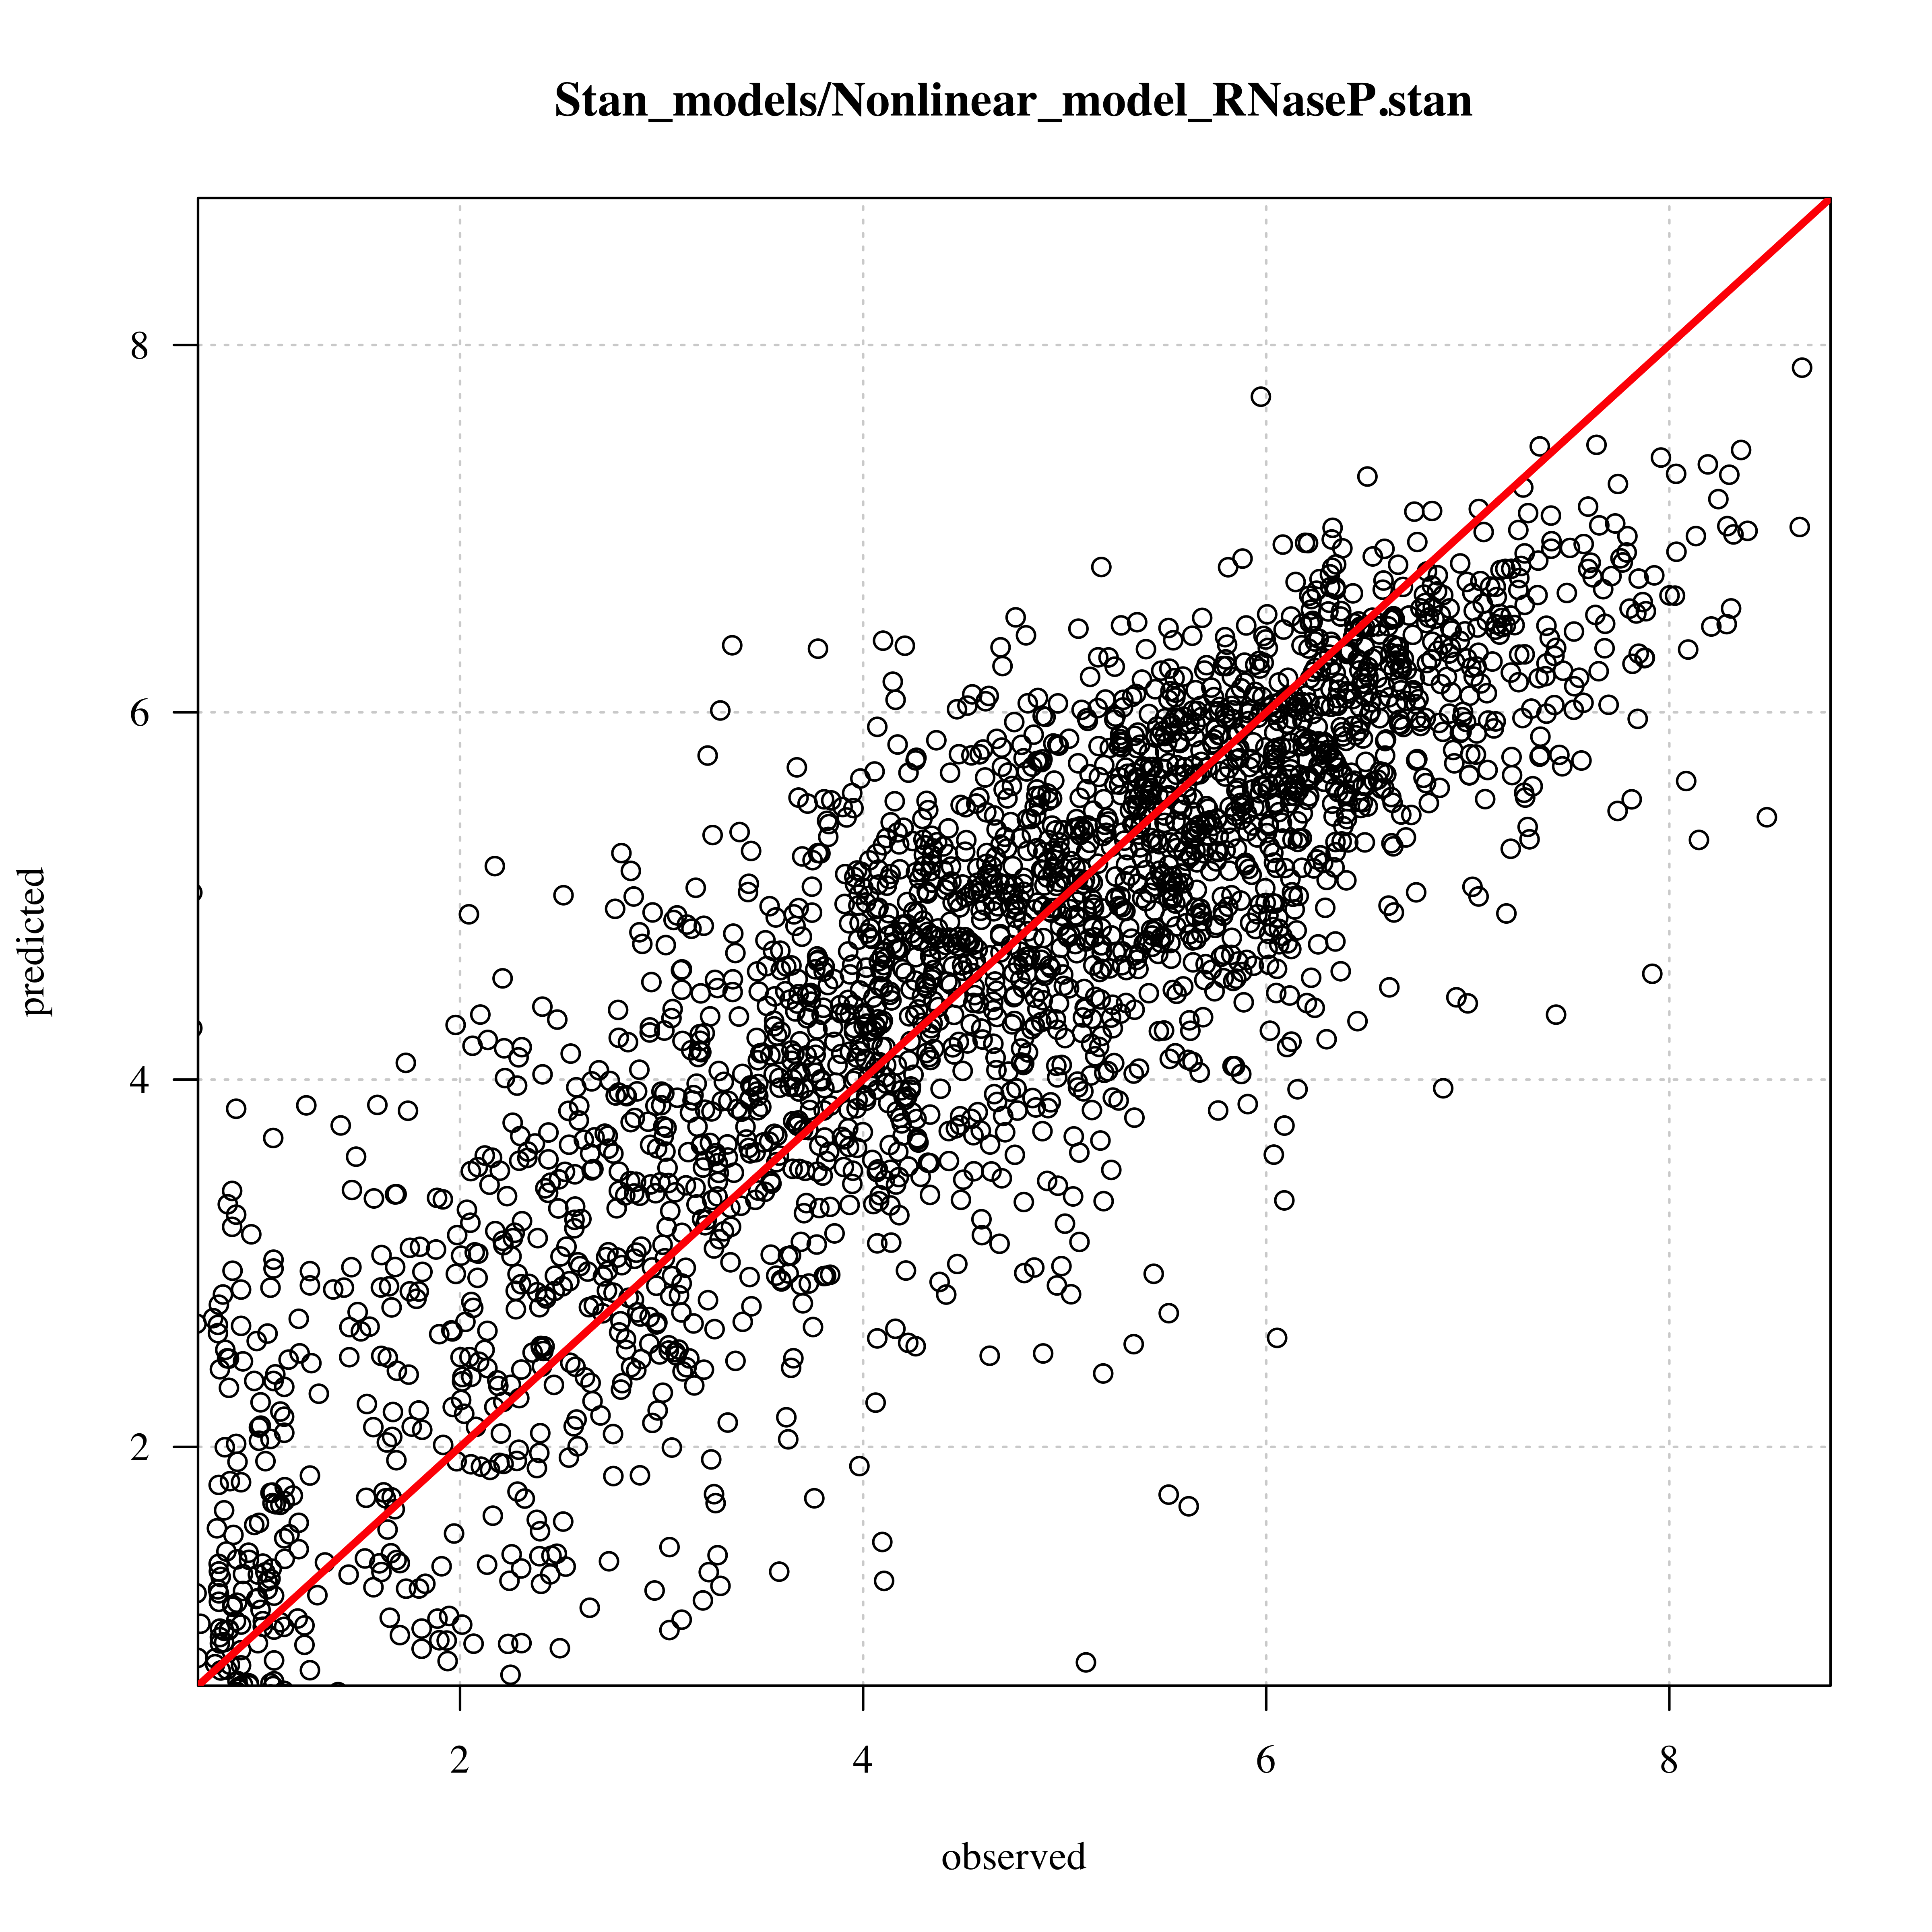 Stan_models/Nonlinear_model_RNaseP.stan
8
6
4
2
predicted
2 4 6 8
observed